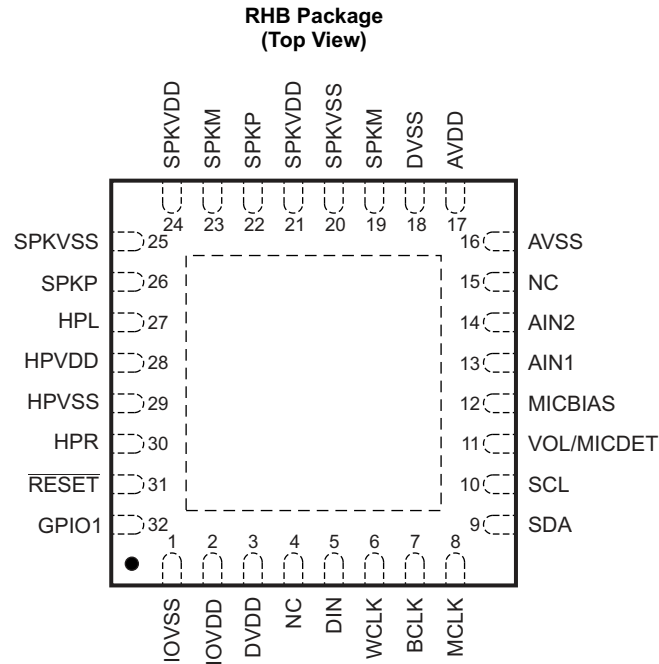 RHB Package
(Top View)
SPKVDD
SPKM
SPKP
SPKVDD
SPKVSS
SPKM
DVSS
AVDD
24 23 22 21 20 19 18 17
SPKVSS 25
SPKP 26
HPL 27
HPVDD 28
HPVSS 29
HPR 30
RESET 31
GPIO1 32
16 AVSS
15 NC
14 AIN2
13 AIN1
12 MICBIAS
11 VOL/MICDET
10 SCL
9 SDA
1 2 3 4 5 6 7 8
IOVSS
IOVDD
DVDD
NC
DIN
WCLK
BCLK
MCLK